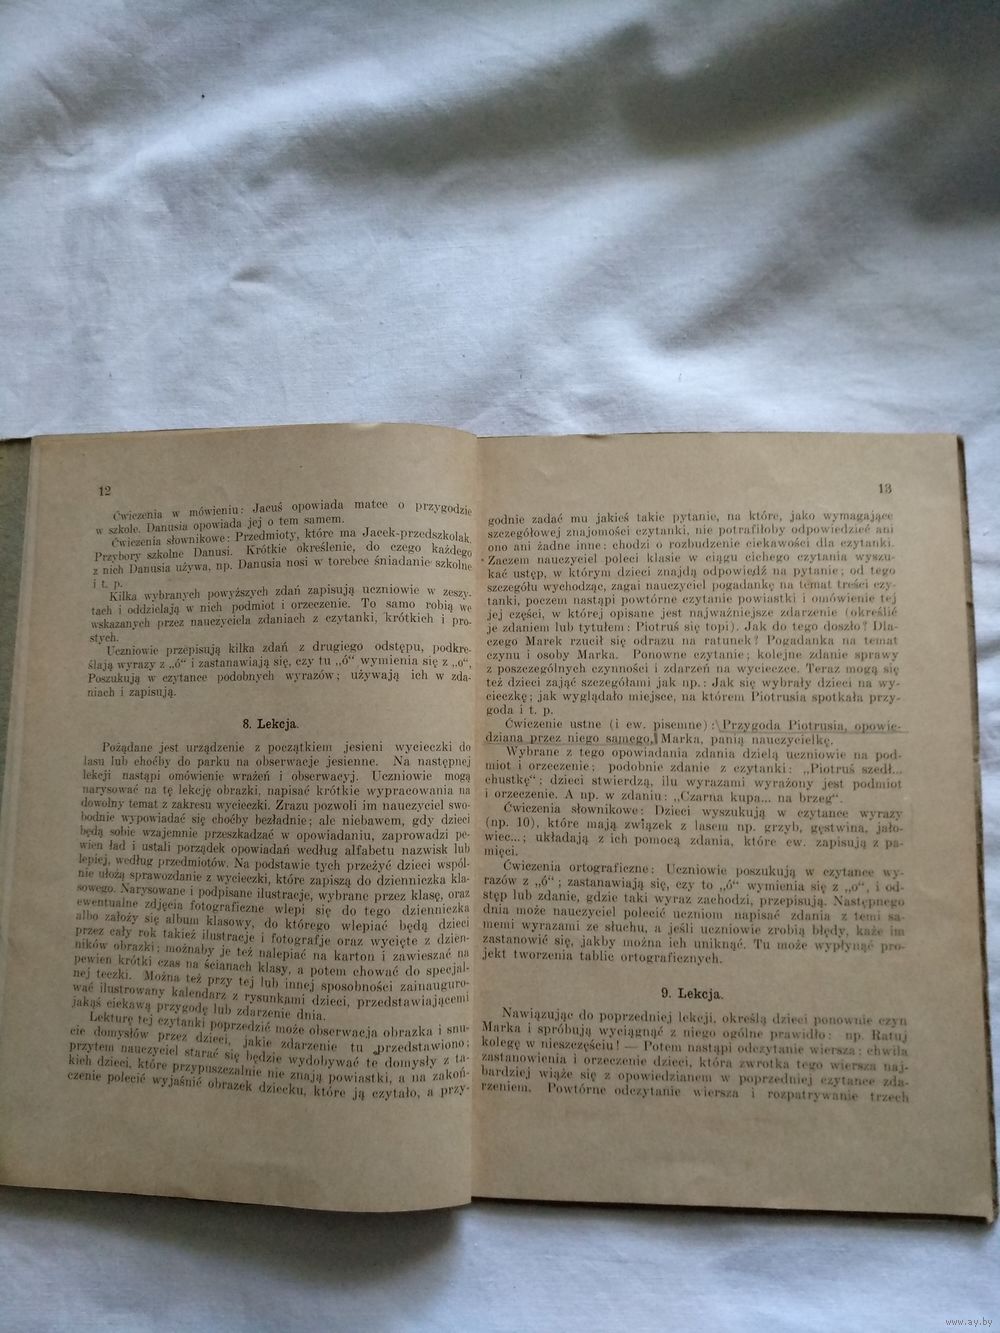 12
Ćwiczenia w mówieniu: Jacuś opowiada matce o przygodzie
w szkole. Danusia opowiada jej o tem samem.
Ćwiczenia słownikowe: Przedmioty, które ma Jacek-przedszkolak.
Przybory szkolne Danusi. Krótkie określenie, do czego każdego
z nich Danusia używa, np. Danusia nosi w torebce śniadanie szkolne
i t. p.
Kilka wybranych powyższych zdań zapisują uczniowie w zeszy-
tach i oddzielają w nich podmiot i orzeczenie. To samo robią we
wskazanych przez nauczyciela zdaniach z czytanki, krótkich i pro-
stych.
Uczniowie przepisują kilka zdań z drugiego odstępu, podkre-
ślają wyrazy z „ó“ i zastanawiają się, czy tu „ó“ wymienia się z „o“,
Poszukują w czytance podobnych wyrazów; używają ich w zda-
niach i zapisują.
8. Lekcja.
Pożądane jest urządzenie z początkiem jesieni wycieczki do
lasu lub choćby do parku na obserwacje jesienne. Na następnej
lekcji nastąpi omówienie wrażeń i obserwacyj. Uczniowie mogą
narysować na tę lekcję obrazki, napisać krótkie wypracowania na
dowolny temat z zakresu wycieczki. Zrazu pozwoli im nauczyciel swo-
bodnie wypowiadać się choćby bezładnie; ale niebawem, gdy dzieci
będą sobie wzajemnie przeszkadzać w opowiadaniu, zaprowadzi pe-
wien ład i ustali porządek opowiadań według alfabetu nazwisk lub
lepiej, według przedmiotów. Na podstawie tych przeżyć dzieci wspól-
nie ułożą sprawozdanie z wycieczki, które zapiszą do dzienniczka kla-
sowego. Narysowane i podpisane ilustracje, wybrane przez klasę, oraz
ewentualne zdjęcia fotograficzne wlepi się do tego dzienniczka
albo założy się album klasowy, do którego wlepiać będą dzieci
przez cały rok takież ilustracje i fotografje oraz wycięte z dzien-
ników obrazki; możnaby je też nalepiać na karton i zawieszać na
pewien krótki czas na ścianach klasy, a potem chować do specjal-
nej teczki. Można też przy tej lub innej sposobności zainauguro-
wać ilustrowany kalendarz z rysunkami dzieci, przedstawiającemi
jakąś ciekawą przygodę lub zdarzenie dnia.
Lekturę tej czytanki poprzedzić może obserwacja obrazka i snu-
cie domysłów przez dzieci, jakie zdarzenie tu przedstawiono;
przytem nauczyciel starać się będzie wydobywać te domysły z ta-
kich dzieci, które przypuszczalnie nie znają powiastki, a na zakoń-
czenie polecić wyjaśnić obrazek dziecku, które ją czytało, a przy-
13
godnie zadać mu jakieś takie pytanie, na które, jako wymagające
szczegółowej znajomości czytanki, nie potrafiłoby odpowiedzieć ani
ono ani żadne inne: chodzi o rozbudzenie ciekawości dla czytanki.
Zaczem nauczyciel poleci klasie w ciągu cichego czytania wyszu-
kać ustęp, w którym dzieci znajdą odpowiedź na pytanie; od tego
szczegółu wychodząc, zagai nauczyciel pogadankę na temat treści czy-
tanki, poczem nastąpi powtórne czytanie powiastki i omówienie tej
jej części, w której opisane jest najważniejsze zdarzenie (określić
je zdaniem lub tytułem: Piotruś się topi). Jak do tego doszło? Dla-
czego Marek rzucił się odrazu na ratunek? Pogadanka na temat
czynu i osoby Marka. Ponowne czytanie; kolejne zdanie sprawy
z poszczególnych czynności i zdarzeń na wycieczce. Teraz mogą się
też dzieci zająć szczegółami jak np.: Jak się wybrały dzieci na wy-
cieczkę; jak wyglądało miejsce, na którem Piotrusia spotkała przy-
goda i t. p.
Ćwiczenie ustne (i ew. pisemne): Przygoda Piotrusia, opowie-
dziana przez niego samego, Marka, panią nauczycielkę.
Wybrane z tego opowiadania zdania dzielą uczniowie na pod-
miot i orzeczenie; podobnie zdanie z czytanki: „Piotruś szedł...
chustkę“; dzieci stwierdzą, ilu wyrazami wyrażony jest podmiot
i orzeczenie. A np. w zdaniu: „Czarna kupa... na brzeg“.
Ćwiczenia słownikowe: Dzieci wyszukują w czytance wyrazy
(np. 10), które mają związek z lasem np. grzyb, gęstwina, jało-
wiec...; układają z ich pomocą zdania, które ew. zapisują z pa-
mięci.
Ćwiczenia ortograficzne: Uczniowie poszukują w czytance wy-
razów z „ó“; zastanawiają się, czy to „ó“ wymienia się z „o“, i od-
stęp lub zdanie, gdzie taki wyraz zachodzi, przepisują. Następnego
dnia może nauczyciel polecić uczniom napisać zdania z temi sa-
memi wyrazami ze słuchu, a jeśli uczniowie zrobią błędy, każe im
zastanowić się, jakby można ich uniknąć. Tu może wypłynąć pro-
jekt tworzenia tablic ortograficznych.
9. Lekcja.
Nawiązując do poprzedniej lekcji, określą dzieci ponownie czyn
Marka i spróbują wyciągnąć z niego ogólne prawidło: np. Ratuj
kolegę w nieszczęściu! — Potem nastąpi odczytanie wiersza; chwila
zastanowienia i orzeczenie dzieci, która zwrotka tego wiersza naj-
bardziej wiąże się z opowiedzianem w poprzedniej czytance zda-
rzeniem. Powtórne odczytanie wiersza i rozpatrywanie trzech
www.ay.by